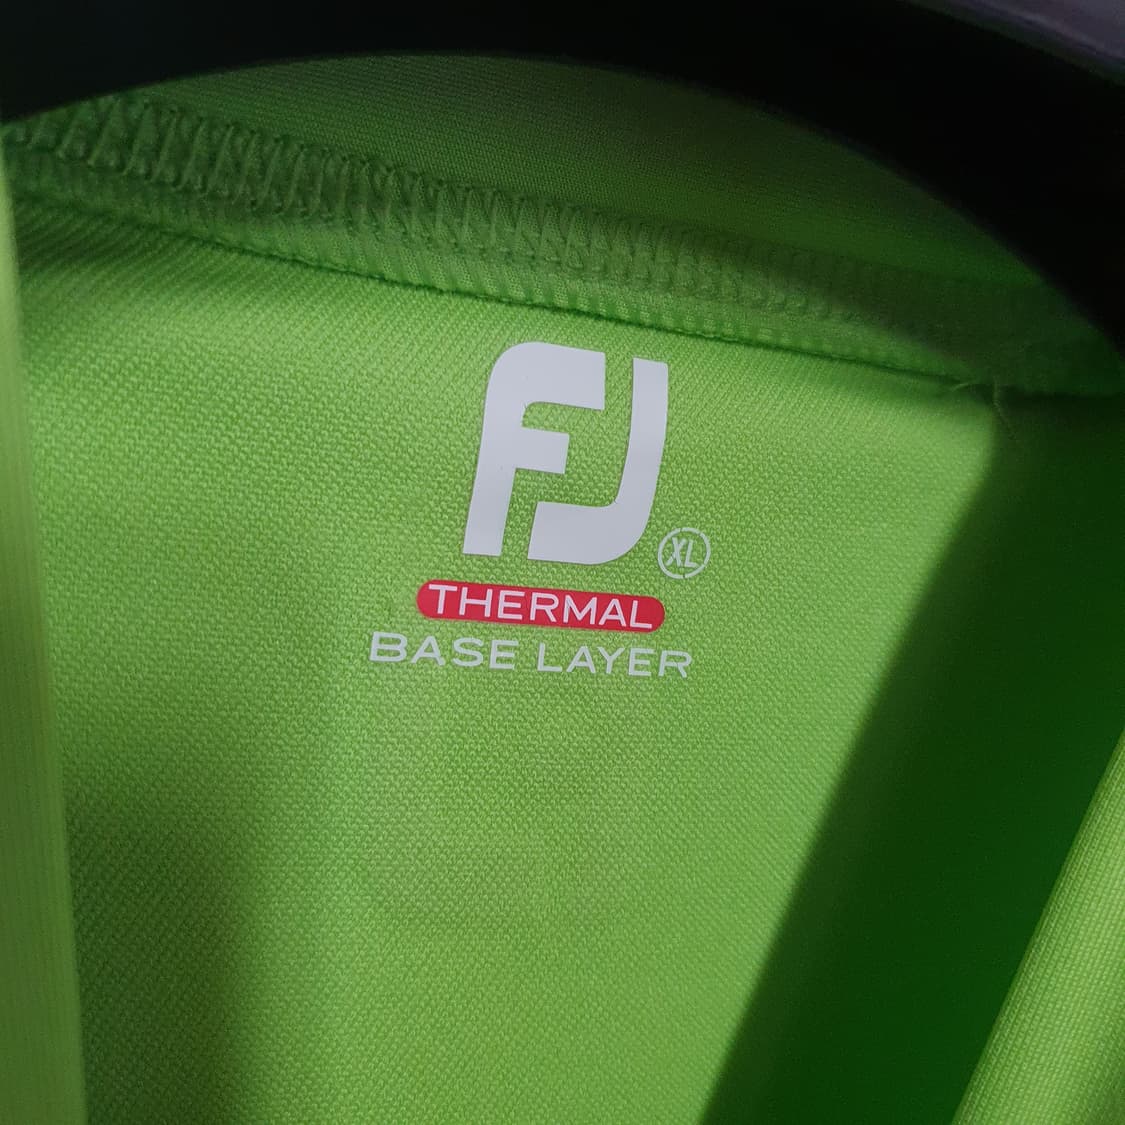 FJ
XL
THERMAL
BASE LAYER